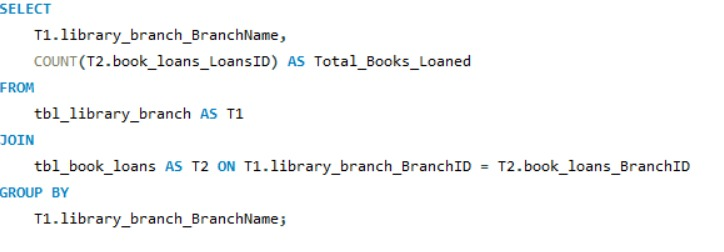 SELECT
T1.library_branch_BranchName,
COUNT(T2.book_loans_LoansID) AS Total_Books_Loaned
FROM
tbl_library_branch AS T1
JOIN
tbl_book_loans AS T2 ON T1.library_branch_BranchID = T2.book_loans_BranchID
GROUP BY
T1.library_branch_BranchName;